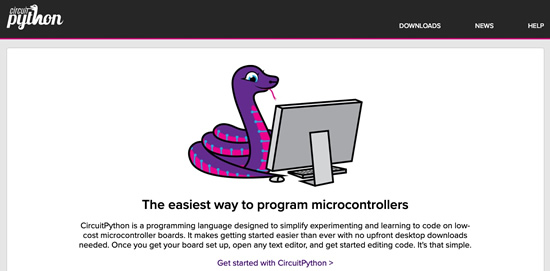 circuit
python
DOWNLOADS NEWS HELP
The easiest way to program microcontrollers
CircuitPython is a programming language designed to simplify experimenting and learning to code on low-
cost microcontroller boards. It makes getting started easier than ever with no upfront desktop downloads
needed. Once you get your board set up, open any text editor, and get started editing code. It's that simple.
Get started with CircuitPython >